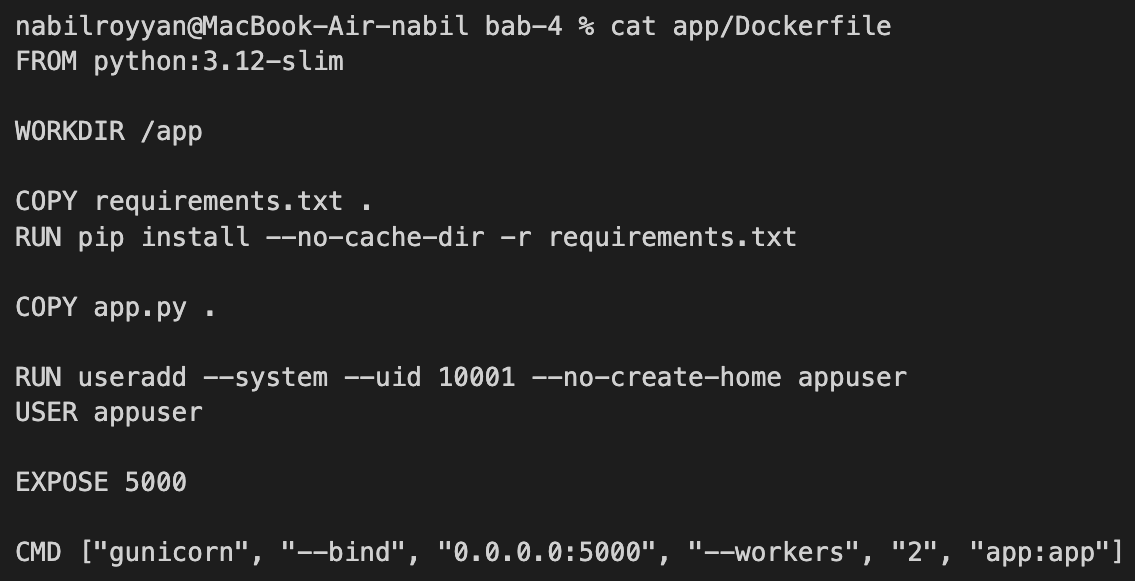 nabilroyyan@MacBook-Air-nabil bab-4 % cat app/Dockerfile
FROM python:3.12-slim
WORKDIR /app
COPY requirements.txt .
RUN pip install --no-cache-dir -r requirements.txt
COPY app.py .
RUN useradd --system --uid 10001 --no-create-home appuser
USER appuser
EXPOSE 5000
CMD ["gunicorn", "--bind", "0.0.0.0:5000", "--workers", "2", "app:app"]